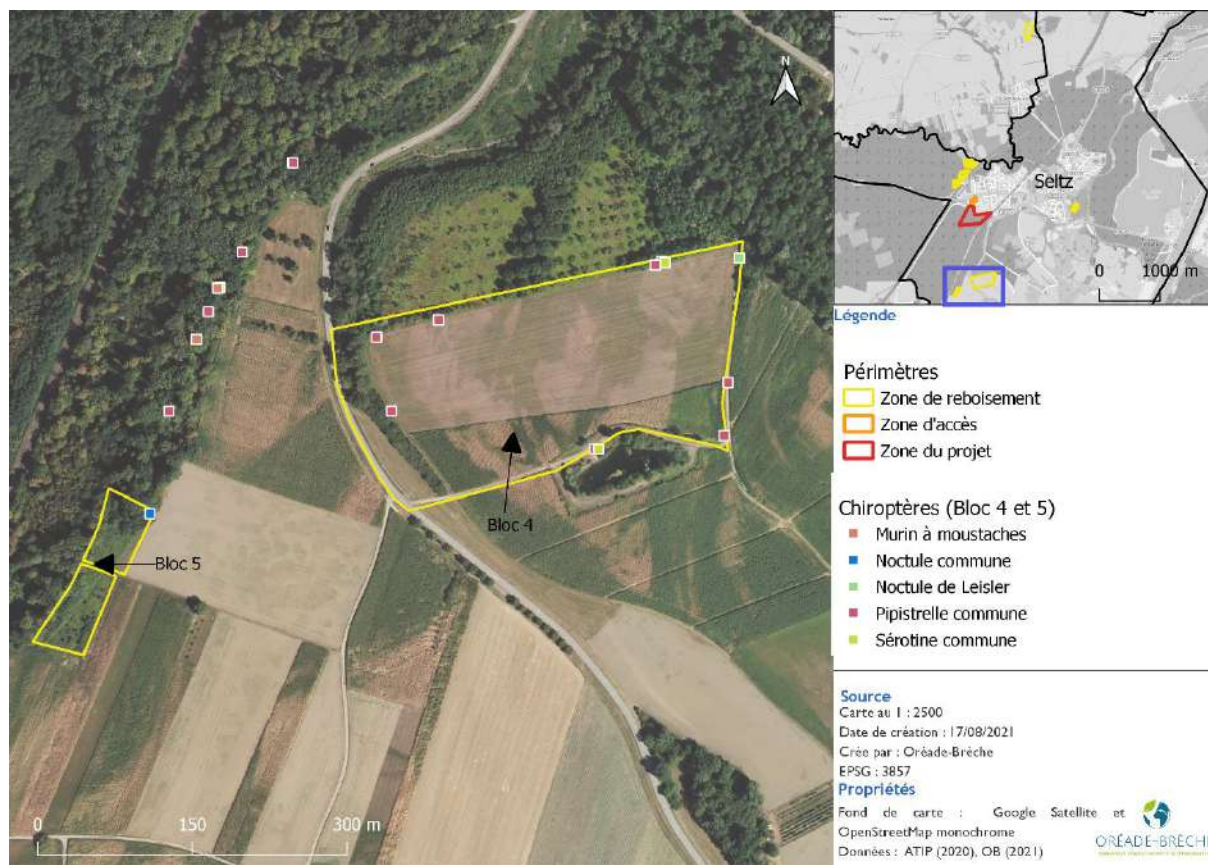 N
Bloc 4
Bloc 5
0 150 300 m
Seltz
0 1000 m
Légende
Périmètres
Zone de reboisement
Zone d'accès
Zone du projet
Chiroptères (Bloc 4 et 5)
Murin à moustaches
Noctule commune
Noctule de Leisler
Pipistrelle commune
Sérotine commune
Source
Carte au 1 : 2500
Date de création : 17/08/2021
Crée par : Oréade-Brèche
EPSG : 3857
Propriétés
Fond de carte : Google Satellite et
OpenStreetMap monochrome
Données : ATIP (2020), OB (2021)
ORÉADE-BRÈCHE